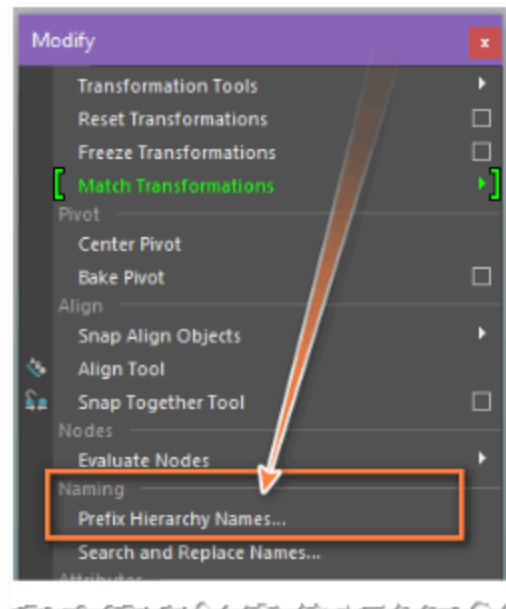 Modify
x
Transformation Tools
Reset Transformations
Freeze Transformations
Match Transformations
Pivot
Center Pivot
Bake Pivot
Align
Snap Align Objects
Align Tool
Snap Together Tool
Nodes
Evaluate Nodes
Naming
Prefix Hierarchy Names...
Search and Replace Names...
Attributes